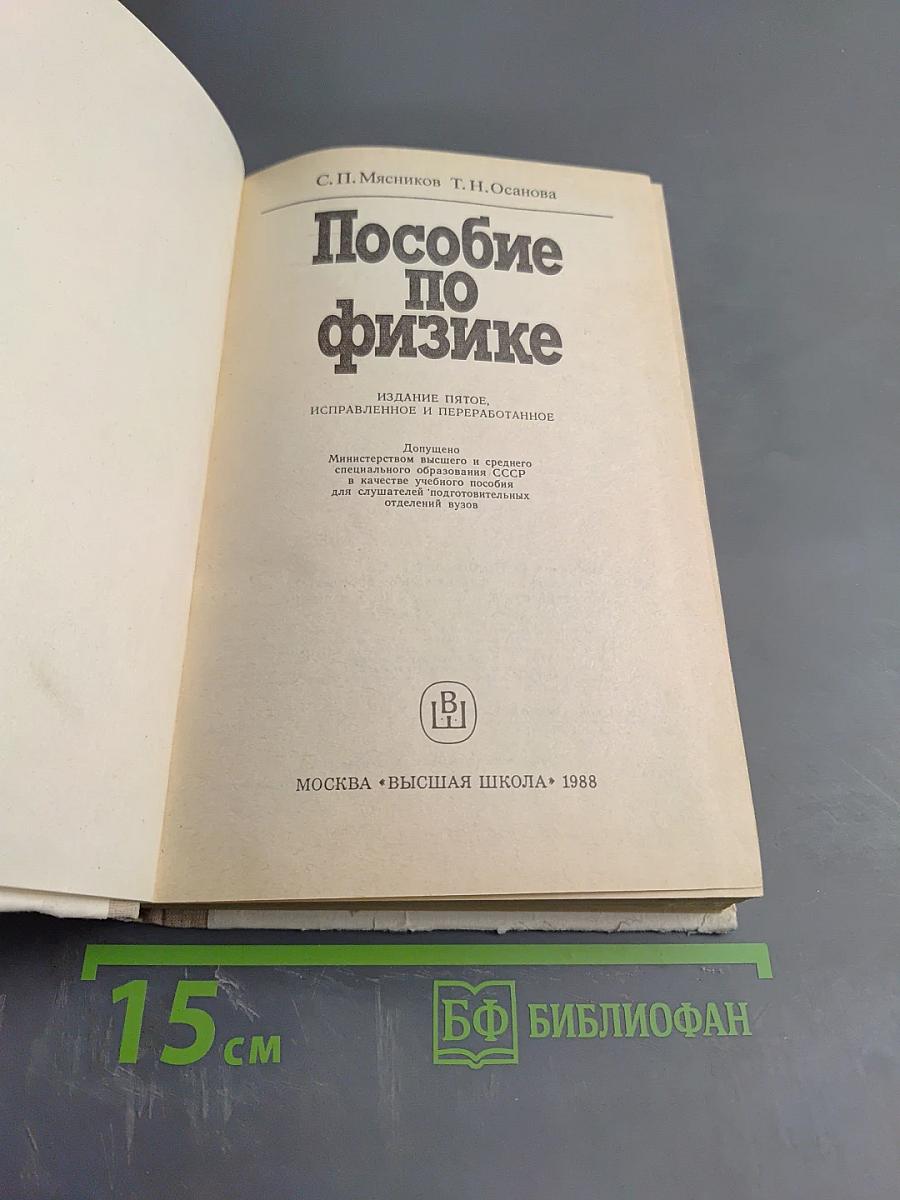 С. П. Мясников Т. Н. Осанова
Пособие
по
физике
ИЗДАНИЕ ПЯТОЕ,
ИСПРАВЛЕННОЕ И ПЕРЕРАБОТАННОЕ
Допущено
Министерством высшего и среднего
специального образования СССР
в качестве учебного пособия
для слушателей подготовительных
отделений вузов
ВШ
МОСКВА «ВЫСШАЯ ШКОЛА» 1988
15 см
БФ БИБЛИОФАН